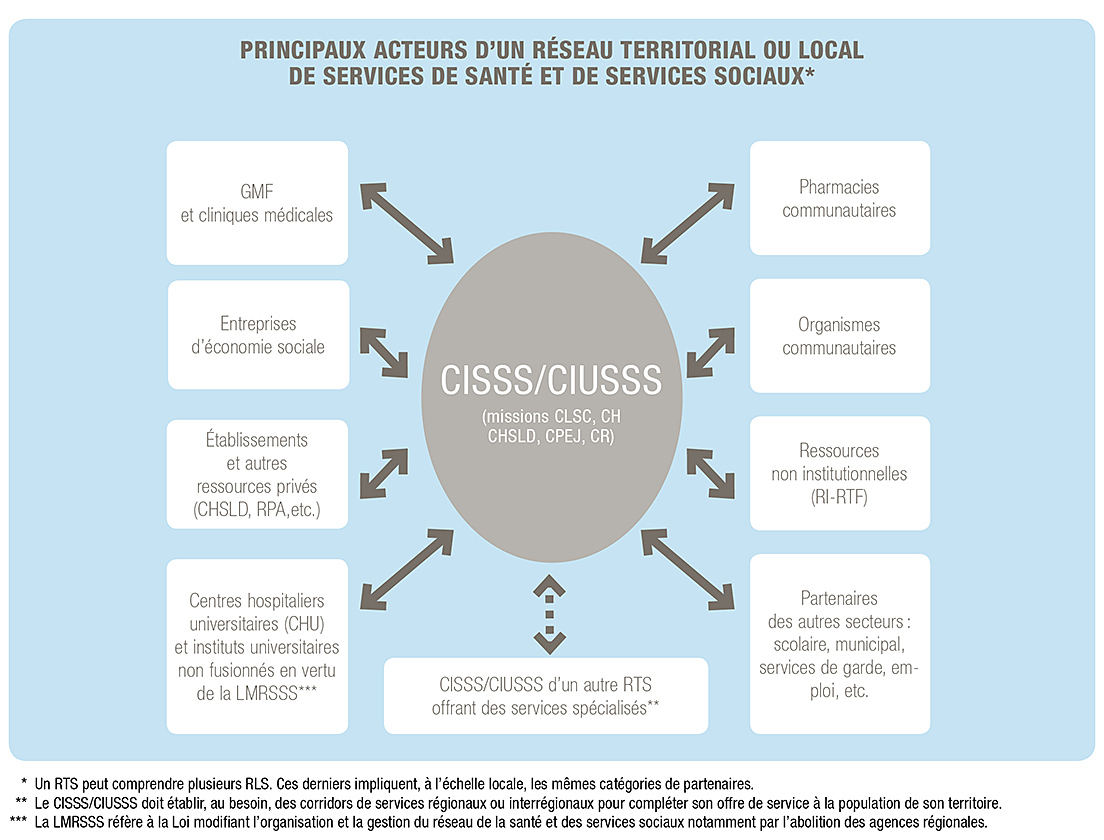 PRINCIPAUX ACTEURS D’UN RÉSEAU TERRITORIAL OU LOCAL
DE SERVICES DE SANTÉ ET DE SERVICES SOCIAUX*
GMF
et cliniques médicales
Entreprises
d’économie sociale
Établissements
et autres
ressources privés
(CHSLD, RPA,etc.)
Centres hospitaliers
universitaires (CHU)
et instituts universitaires
non fusionnés en vertu
de la LMRSSS***
CISSS/CIUSSS
(missions CLSC, CH
CHSLD, CPEJ, CR)
CISSS/CIUSSS d’un autre RTS
offrant des services spécialisés**
Pharmacies
communautaires
Organismes
communautaires
Ressources
non institutionnelles
(RI-RTF)
Partenaires
des autres secteurs :
scolaire, municipal,
services de garde, em-
ploi, etc.
* Un RTS peut comprendre plusieurs RLS. Ces derniers impliquent, à l’échelle locale, les mêmes catégories de partenaires.
** Le CISSS/CIUSSS doit établir, au besoin, des corridors de services régionaux ou interrégionaux pour compléter son offre de service à la population de son territoire.
*** La LMRSSS réfère à la Loi modifiant l’organisation et la gestion du réseau de la santé et des services sociaux notamment par l’abolition des agences régionales.